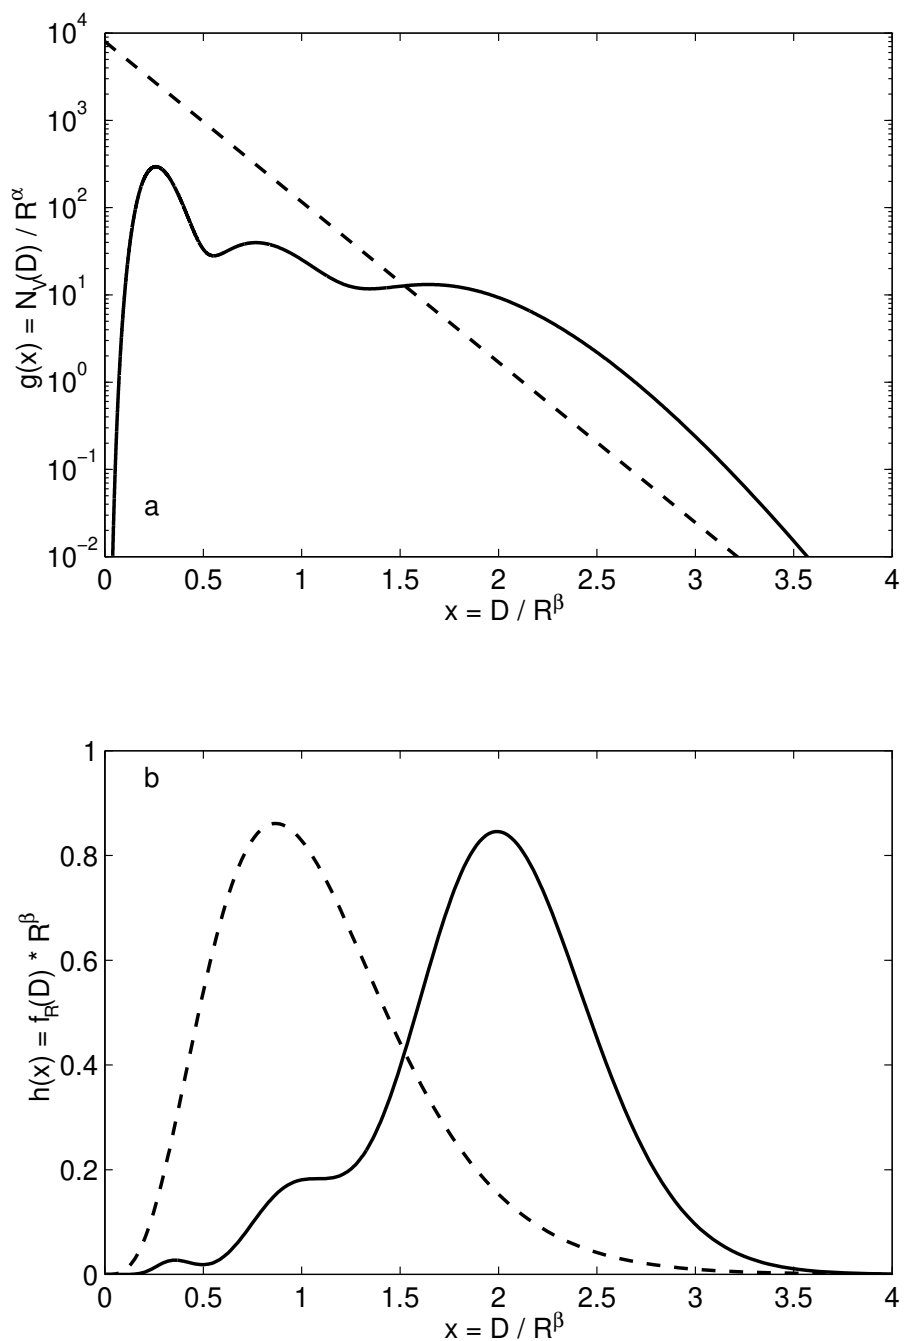 10^4
10^3
10^2
10^1
10^0
10^−1
10^−2
g(x) = N_V(D) / R^α
a
0 0.5 1 1.5 2 2.5 3 3.5 4
x = D / R^β
1
0.8
0.6
0.4
0.2
0
h(x) = f_R(D) * R^β
b
0 0.5 1 1.5 2 2.5 3 3.5 4
x = D / R^β